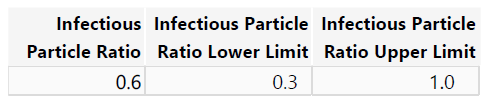 Infectious Infectious Particle Infectious Particle
Particle Ratio Ratio Lower Limit Ratio Upper Limit
0.6 0.3 1.0